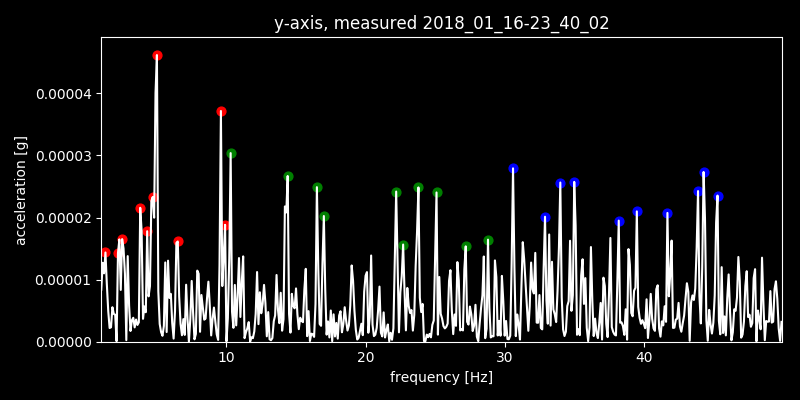 y-axis, measured 2018_01_16-23_40_02
0.00004
0.00003
0.00002
0.00001
0.00000
acceleration [g]
10 20 30 40
frequency [Hz]